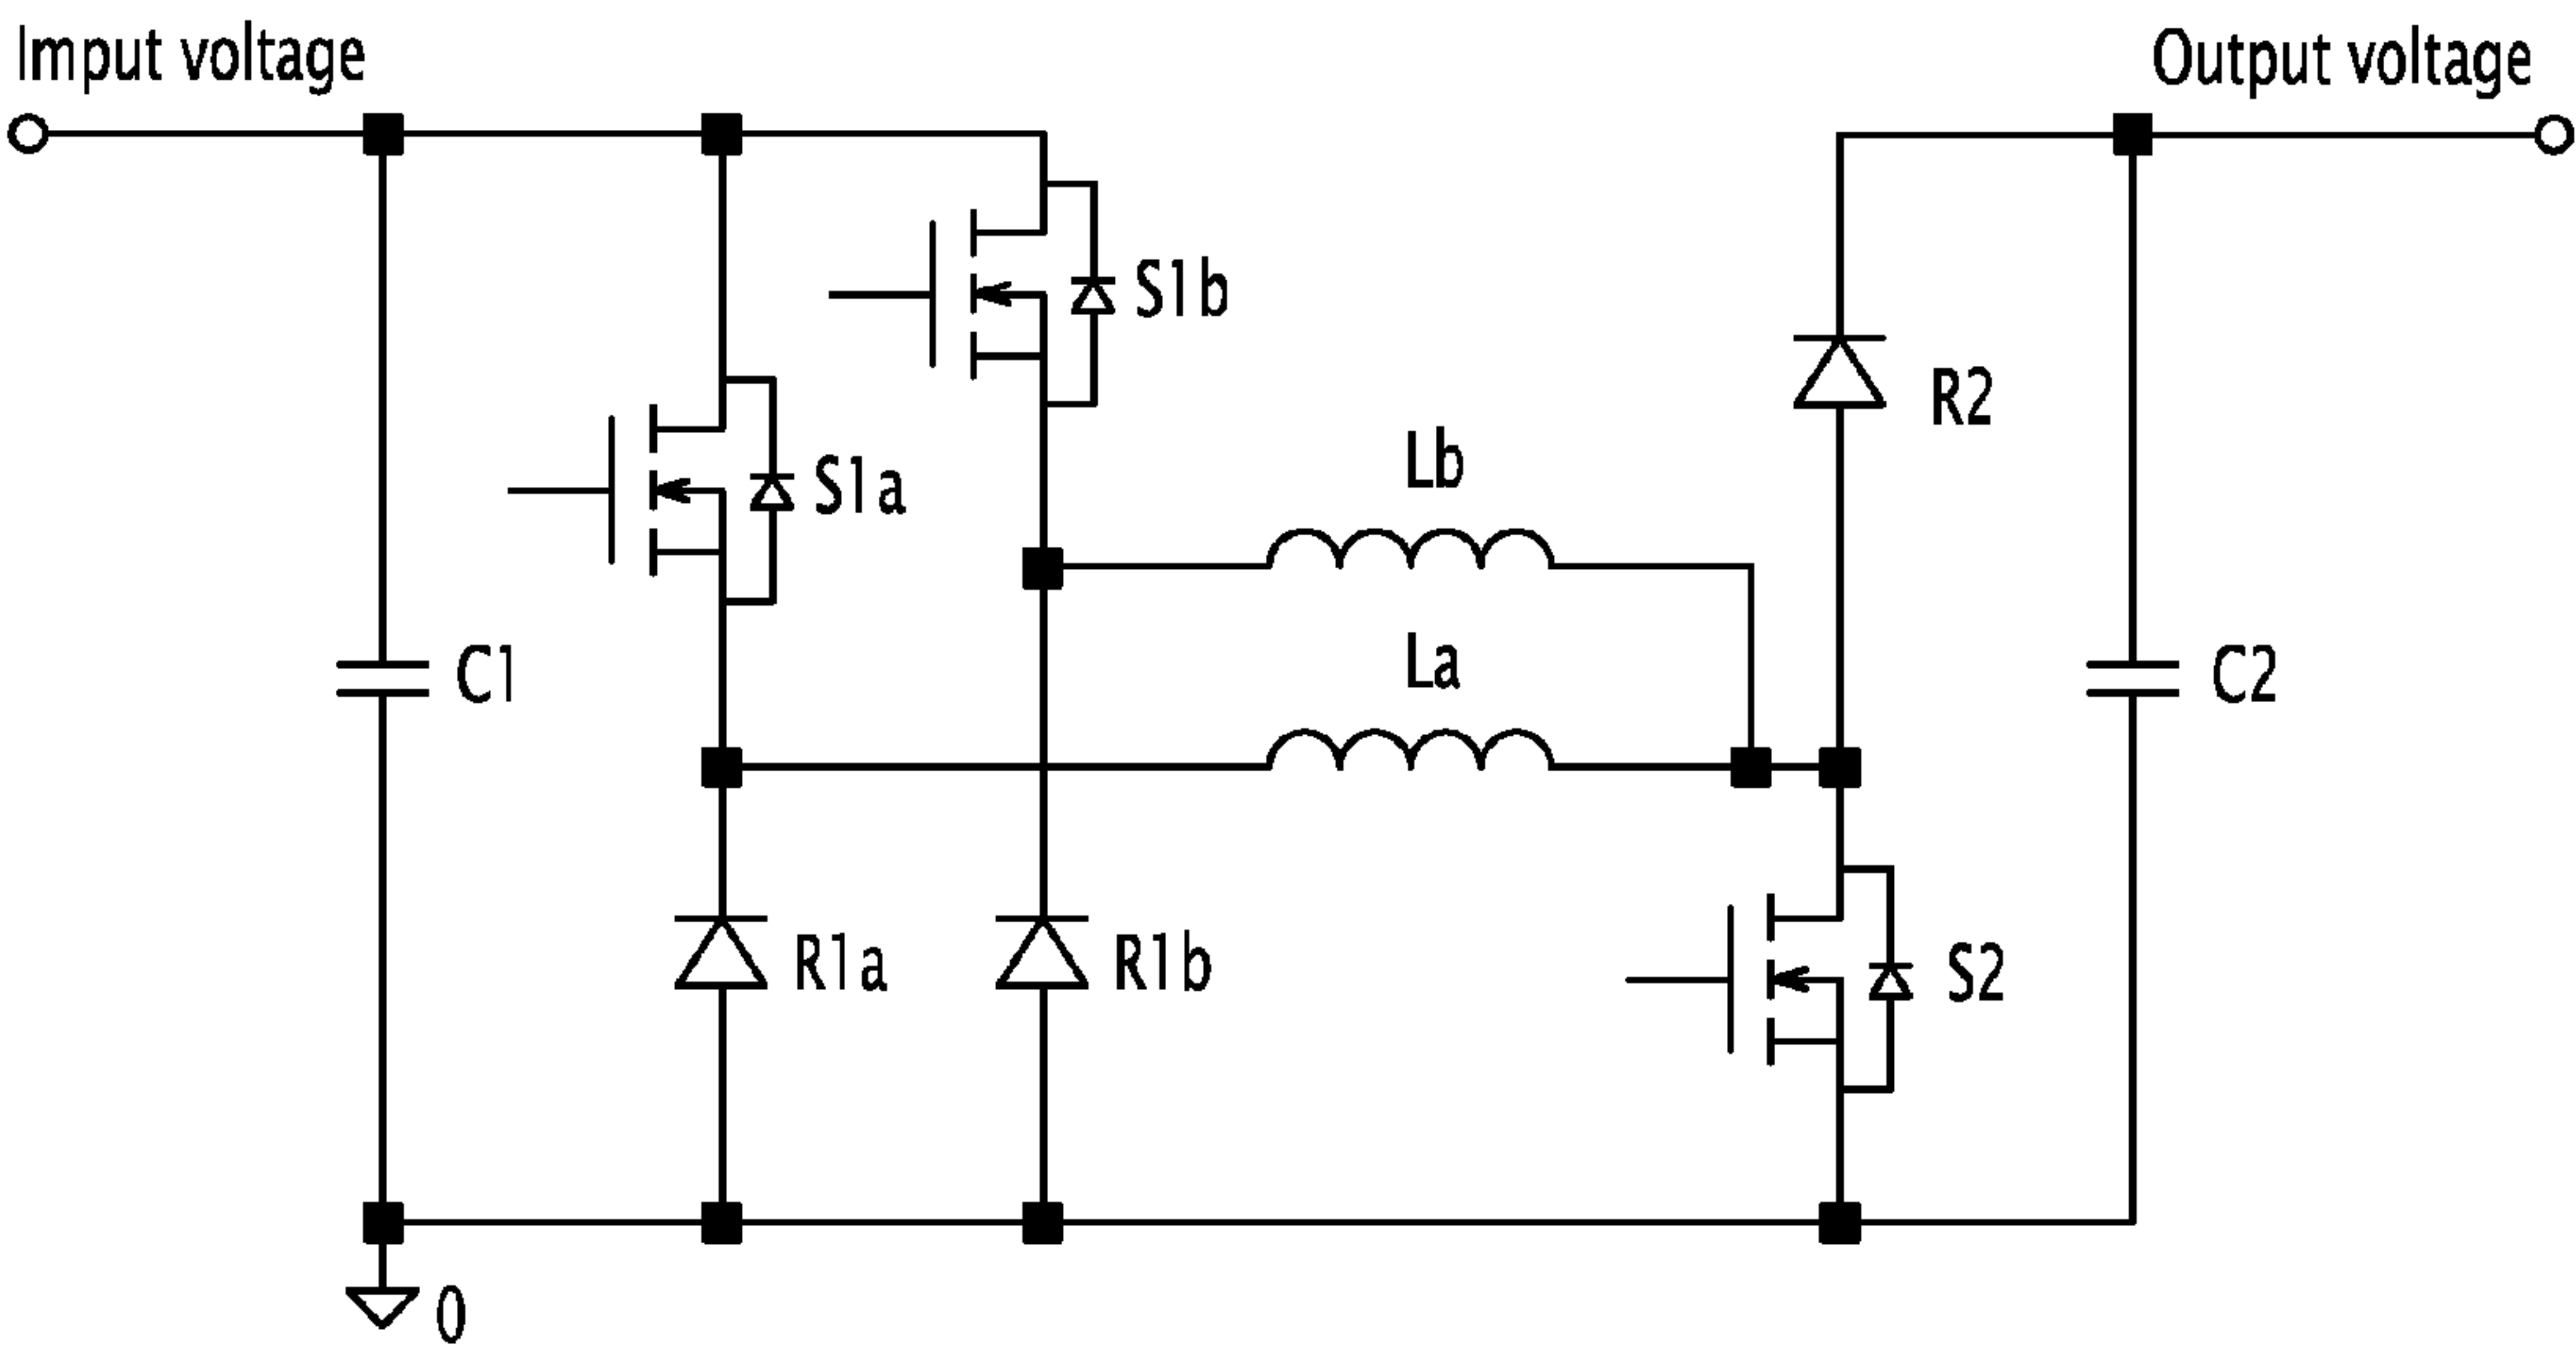 Imput voltage
Output voltage
S1b
R2
S1a
Lb
La
C1
C2
R1a
R1b
S2
0